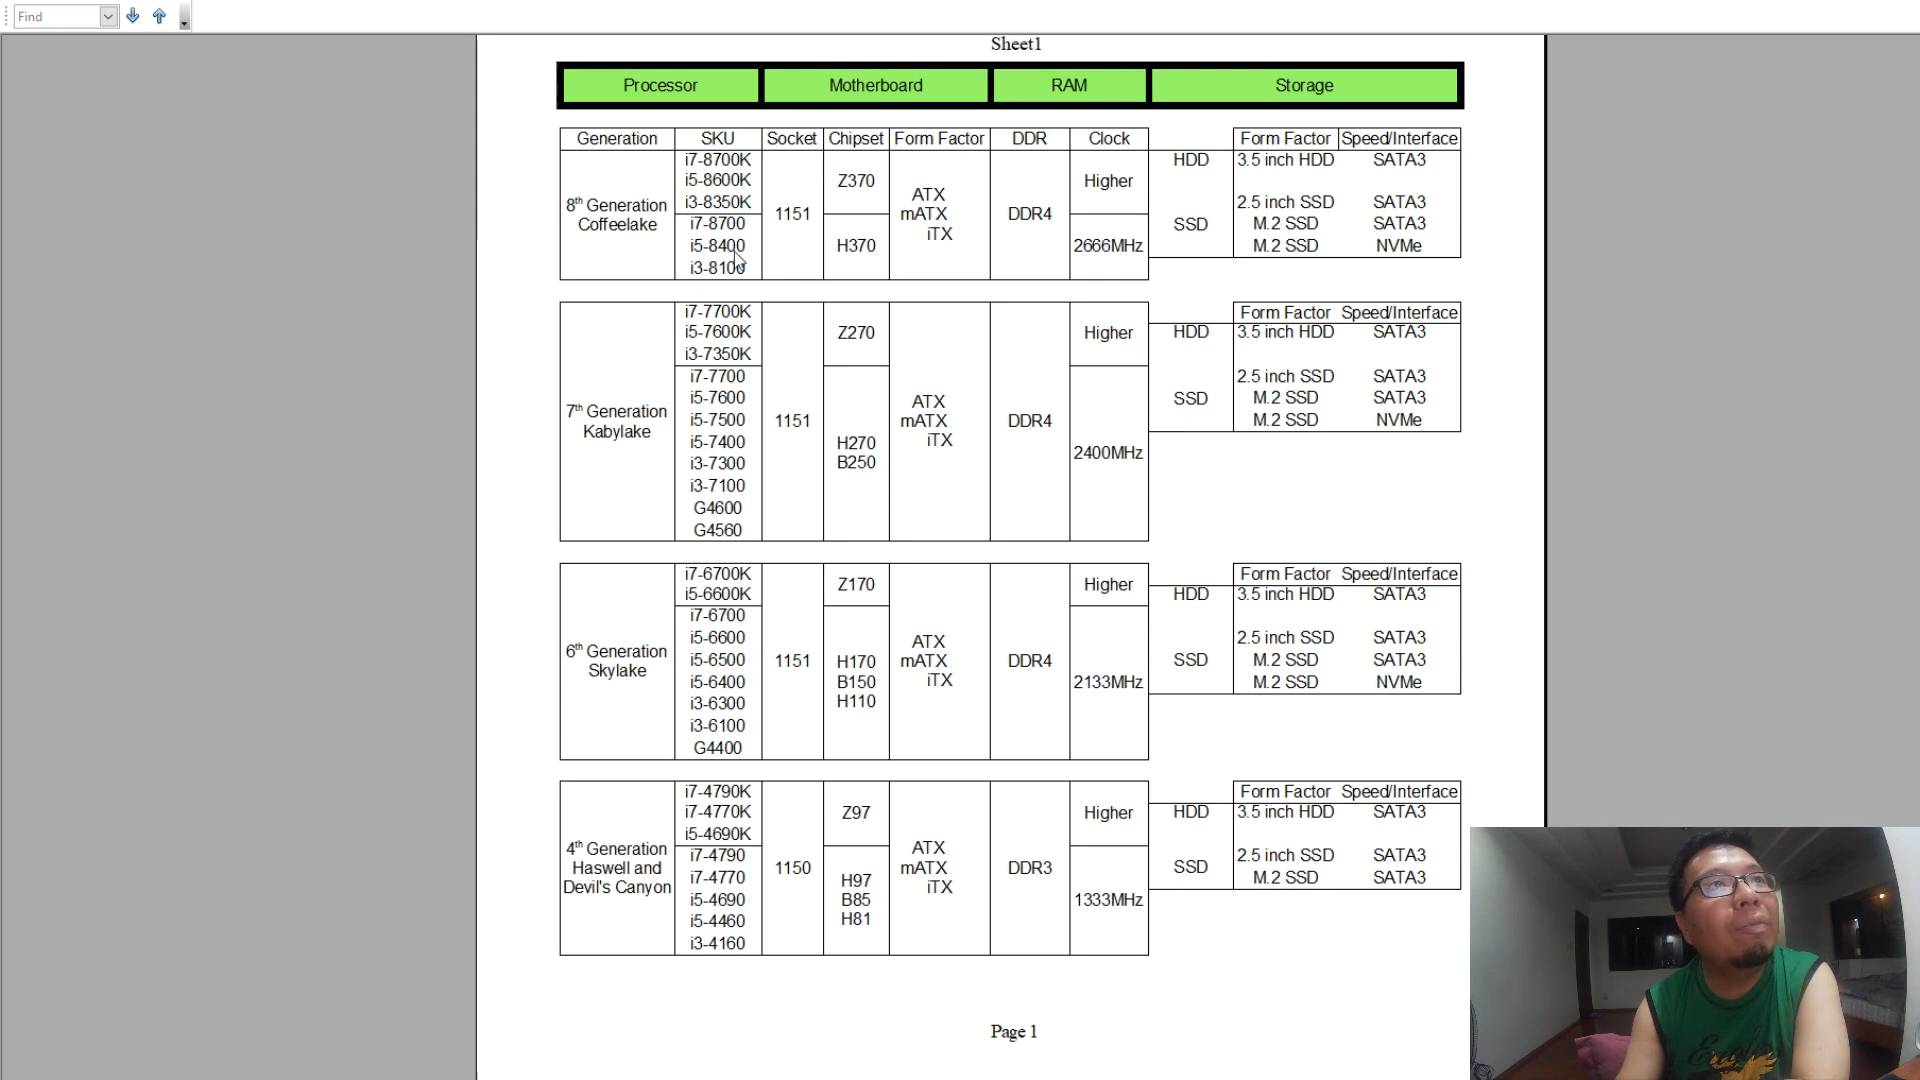 Find
Sheet1
Processor Motherboard RAM Storage
Generation SKU Socket Chipset Form Factor DDR Clock Form Factor Speed/Interface
8th Generation
Coffeelake
i7-8700K
i5-8600K
i3-8350K
i7-8700
i5-8400
i3-8100
1151
Z370
H370
ATX
mATX
iTX
DDR4
Higher
2666MHz
HDD 3.5 inch HDD SATA3
SSD
2.5 inch SSD SATA3
M.2 SSD SATA3
M.2 SSD NVMe
7th Generation
Kabylake
i7-7700K
i5-7600K
i3-7350K
i7-7700
i5-7600
i5-7500
i5-7400
i3-7300
i3-7100
G4600
G4560
1151
Z270
H270
B250
ATX
mATX
iTX
DDR4
Higher
2400MHz
Form Factor Speed/Interface
HDD 3.5 inch HDD SATA3
SSD
2.5 inch SSD SATA3
M.2 SSD SATA3
M.2 SSD NVMe
6th Generation
Skylake
i7-6700K
i5-6600K
i7-6700
i5-6600
i5-6500
i5-6400
i3-6300
i3-6100
G4400
1151
Z170
H170
B150
H110
ATX
mATX
iTX
DDR4
Higher
2133MHz
Form Factor Speed/Interface
HDD 3.5 inch HDD SATA3
SSD
2.5 inch SSD SATA3
M.2 SSD SATA3
M.2 SSD NVMe
4th Generation
Haswell and
Devil's Canyon
i7-4790K
i7-4770K
i5-4690K
i7-4790
i7-4770
i5-4690
i5-4460
i3-4160
1150
Z97
H97
B85
H81
ATX
mATX
iTX
DDR3
Higher
1333MHz
Form Factor Speed/Interface
HDD 3.5 inch HDD SATA3
SSD
2.5 inch SSD SATA3
M.2 SSD SATA3
Page 1